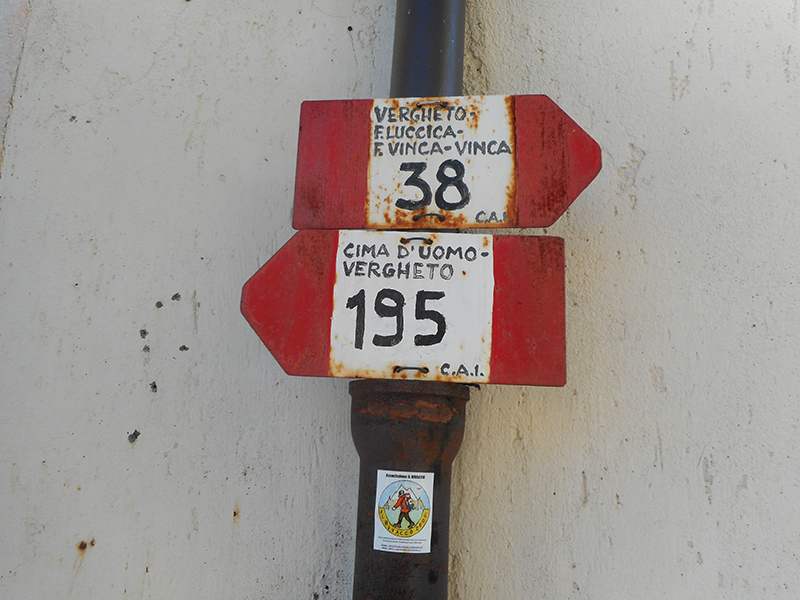 VERGHETO-
F.LUCCICA-
F. VINCA-VINCA
38
C.A.I.
CIMA D'UOMO-
VERGHETO
195
C.A.I.